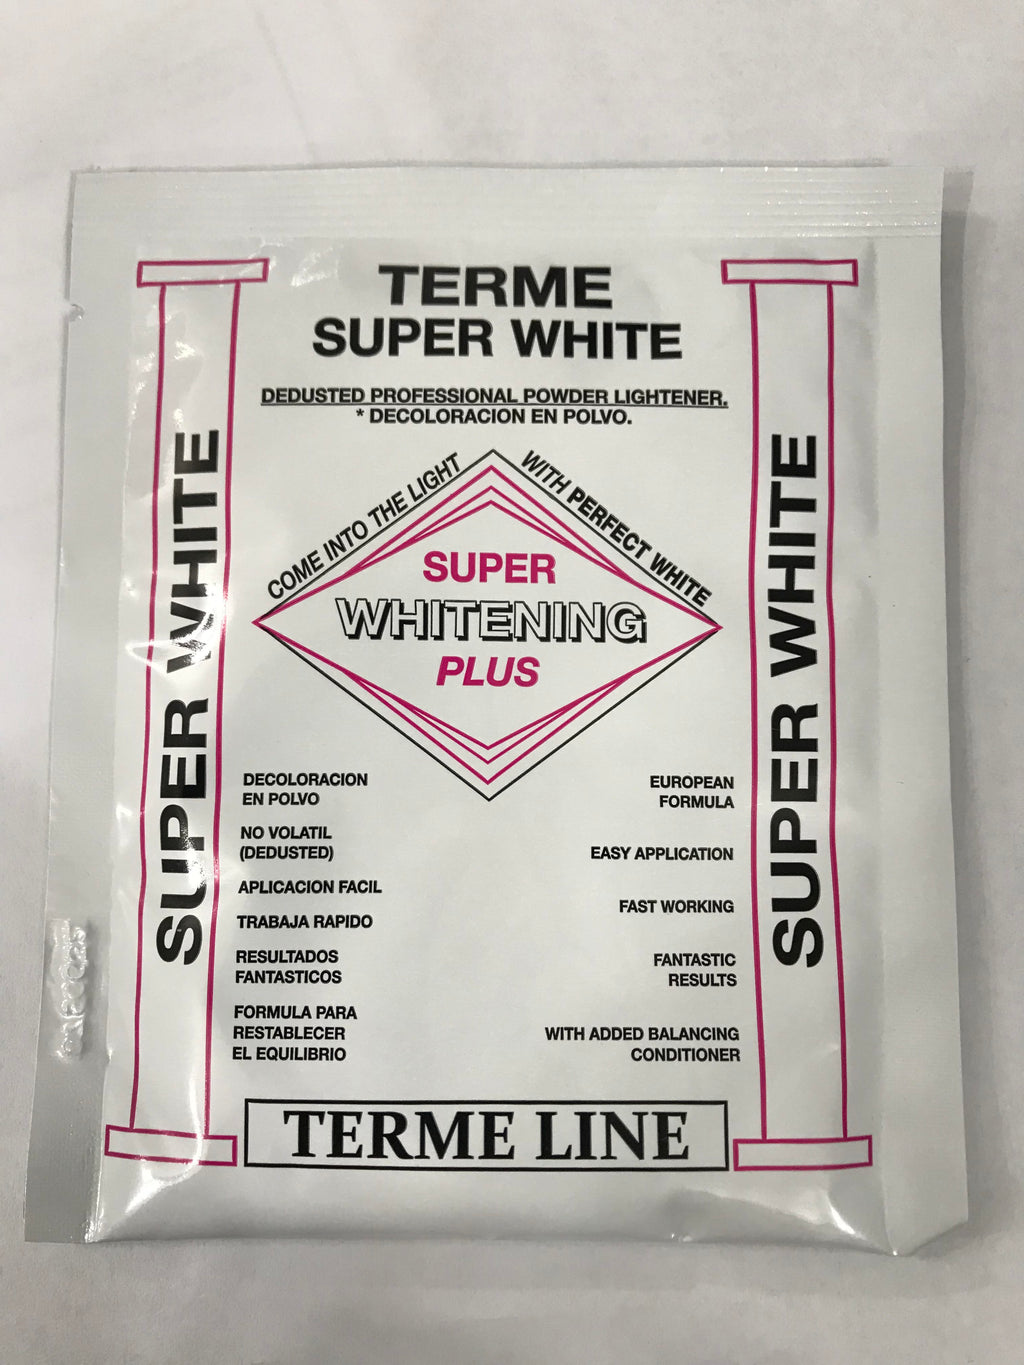 TERME
SUPER WHITE
DEDUSTED PROFESSIONAL POWDER LIGHTENER.
* DECOLORACION EN POLVO.
SUPER WHITE
COME INTO THE LIGHT
WITH PERFECT WHITE
SUPER
WHITENING
PLUS
SUPER WHITE
DECOLORACION
EN POLVO
NO VOLATIL
(DEDUSTED)
APLICACION FACIL
TRABAJA RAPIDO
RESULTADOS
FANTASTICOS
FORMULA PARA
RESTABLECER
EL EQUILIBRIO
EUROPEAN
FORMULA
EASY APPLICATION
FAST WORKING
FANTASTIC
RESULTS
WITH ADDED BALANCING
CONDITIONER
TERME LINE